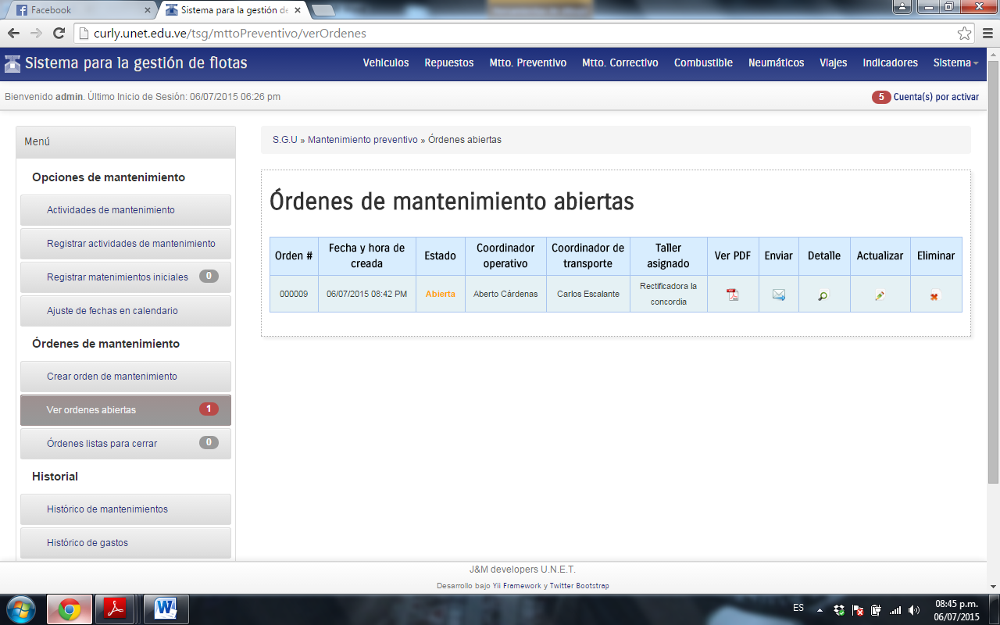 Facebook
Sistema para la gestión de
curly.unet.edu.ve/tsg/mttoPreventivo/verOrdenes
Sistema para la gestión de flotas
Vehiculos Repuestos Mtto. Preventivo Mtto. Correctivo Combustible Neumáticos Viajes Indicadores Sistema
Bienvenido admin. Último Inicio de Sesión: 06/07/2015 06:26 pm
5 Cuenta(s) por activar
Menú
Opciones de mantenimiento
Actividades de mantenimiento
Registrar actividades de mantenimiento
Registrar matenimientos iniciales 0
Ajuste de fechas en calendario
Órdenes de mantenimiento
Crear orden de mantenimiento
Ver ordenes abiertas 1
Órdenes listas para cerrar 0
Historial
Histórico de mantenimientos
Histórico de gastos
S.G.U » Mantenimiento preventivo » Órdenes abiertas
Órdenes de mantenimiento abiertas
Orden # Fecha y hora de creada Estado Coordinador operativo Coordinador de transporte Taller asignado Ver PDF Enviar Detalle Actualizar Eliminar
000009 06/07/2015 08:42 PM Abierta Aberto Cárdenas Carlos Escalante Rectificadora la concordia
J&M developers U.N.E.T.
Desarrollo bajo Yii Framework y Twitter Bootstrap
ES
08:45 p.m.
06/07/2015